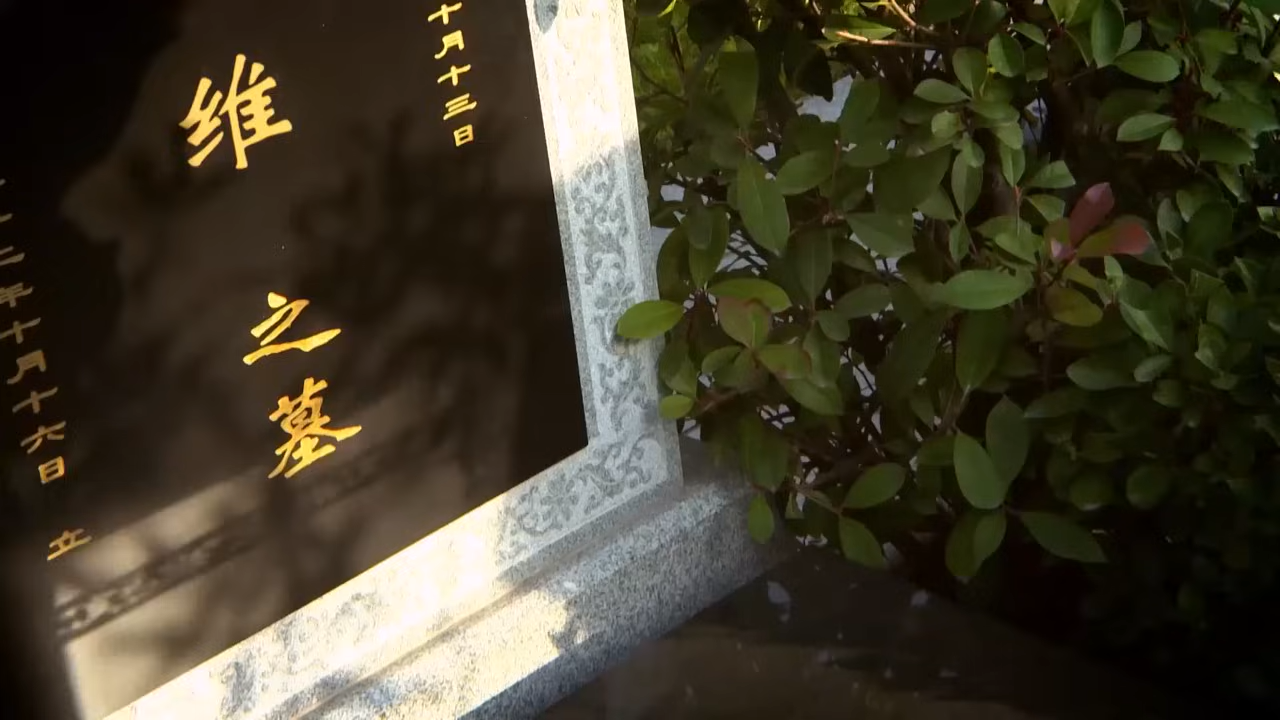 十月十三日
维之墓
二年十月十六日 立